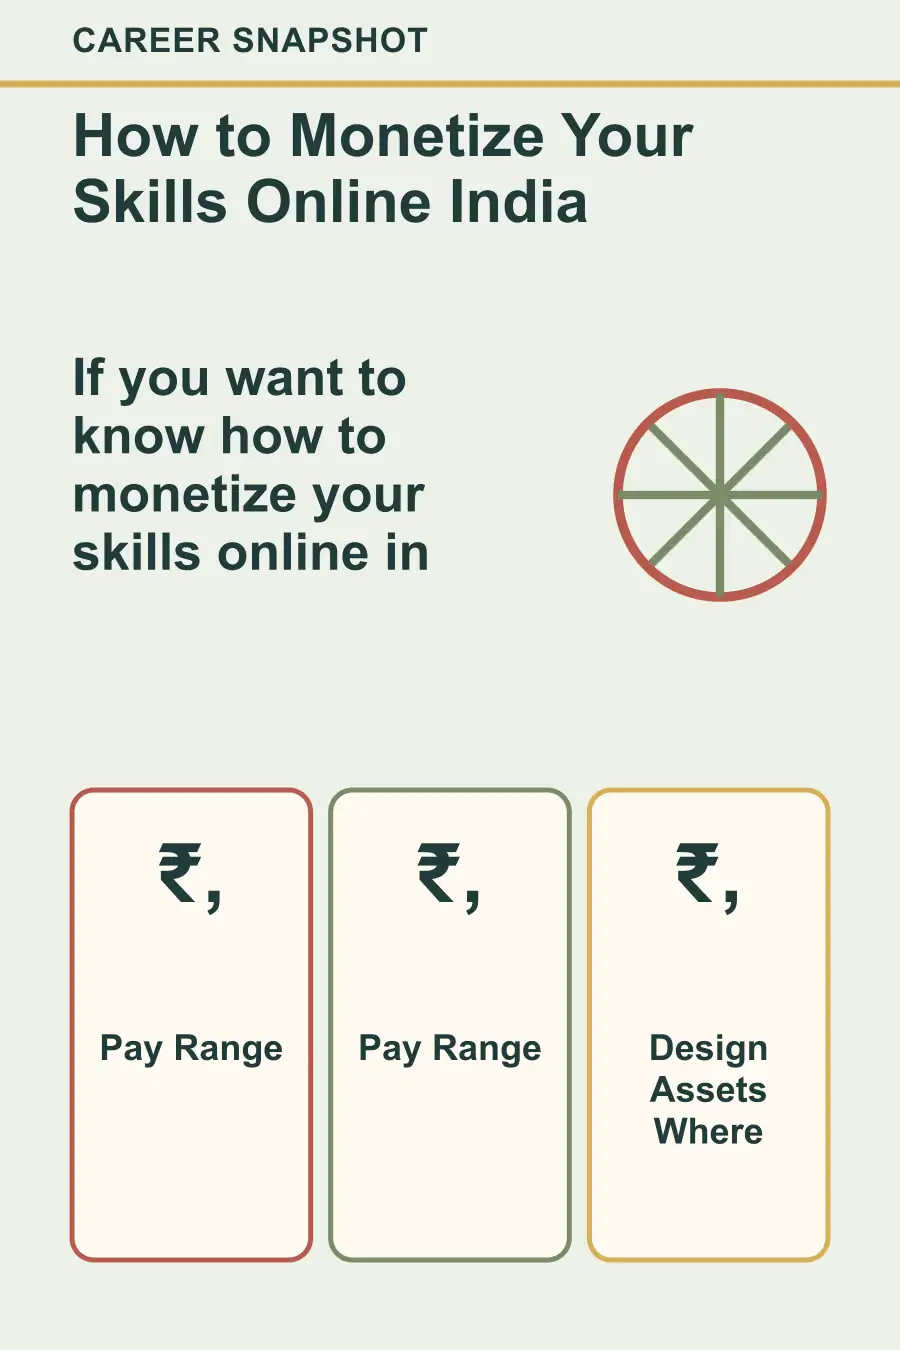 CAREER SNAPSHOT
How to Monetize Your
Skills Online India
If you want to
know how to
monetize your
skills online in
₹,
Pay Range
₹,
Pay Range
₹,
Design
Assets
Where